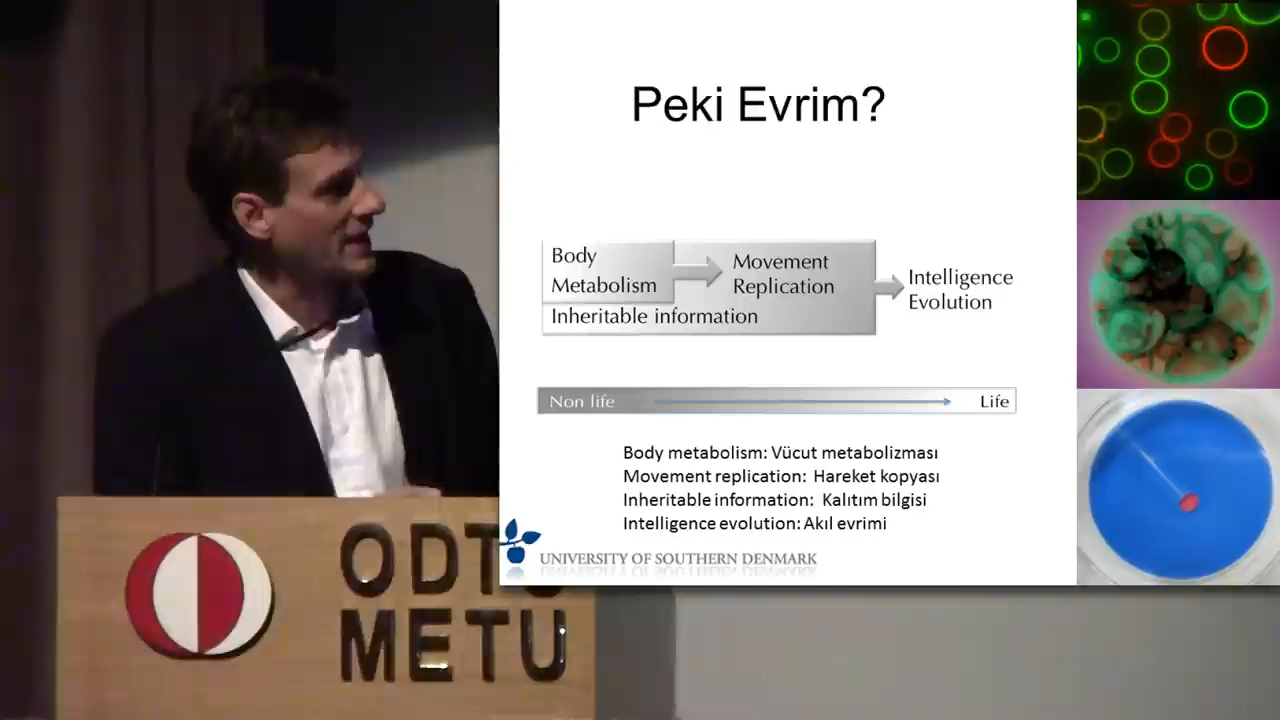 Peki Evrim?
Body
Metabolism
Inheritable information
Movement
Replication
Intelligence
Evolution
Non life
Life
Body metabolism: Vücut metabolizması
Movement replication: Hareket kopyası
Inheritable information: Kalıtım bilgisi
Intelligence evolution: Akıl evrimi
UNIVERSITY OF SOUTHERN DENMARK
ODTÜ
METU